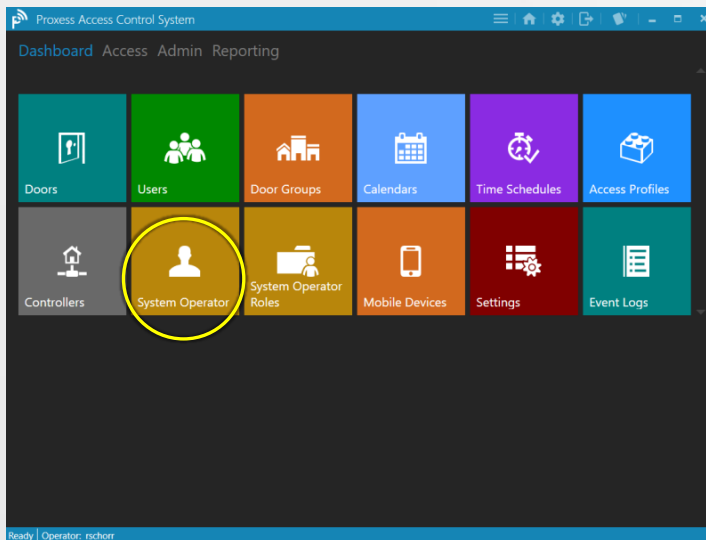 Proxess Access Control System
Dashboard Access Admin Reporting
Doors
Users
Door Groups
Calendars
Time Schedules
Access Profiles
Controllers
System Operator
System Operator
Roles
Mobile Devices
Settings
Event Logs
Ready Operator: rschorr